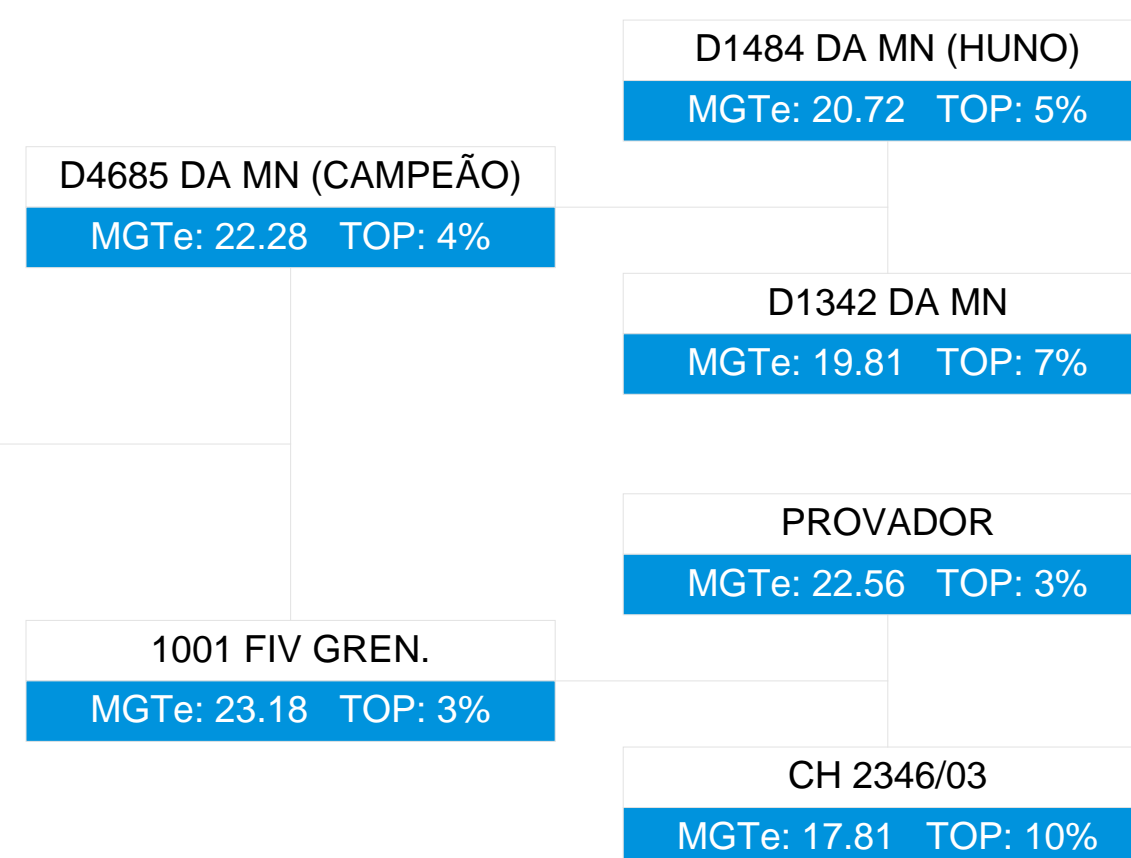 D1484 DA MN (HUNO)
MGTe: 20.72 TOP: 5%
D4685 DA MN (CAMPEÃO)
MGTe: 22.28 TOP: 4%
D1342 DA MN
MGTe: 19.81 TOP: 7%
PROVADOR
MGTe: 22.56 TOP: 3%
1001 FIV GREN.
MGTe: 23.18 TOP: 3%
CH 2346/03
MGTe: 17.81 TOP: 10%